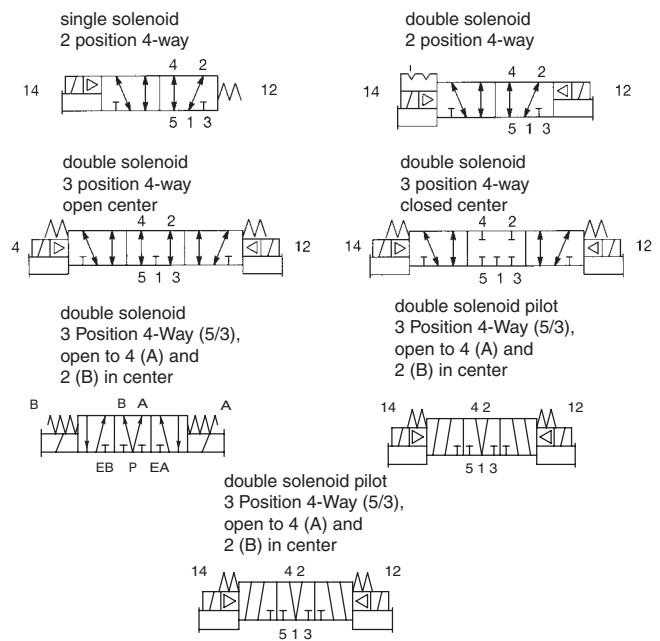 single solenoid
2 position 4-way
4 2
14 12
5 1 3
double solenoid
2 position 4-way
4 2
14 12
5 1 3
double solenoid
3 position 4-way
open center
4 2
4 12
5 1 3
double solenoid
3 position 4-way
closed center
4 2
14 12
5 1 3
double solenoid
3 Position 4-Way (5/3),
open to 4 (A) and
2 (B) in center
B B A A
EB P EA
double solenoid pilot
3 Position 4-Way (5/3),
open to 4 (A) and
2 (B) in center
14 4 2 12
5 1 3
double solenoid pilot
3 Position 4-Way (5/3),
open to 4 (A) and
2 (B) in center
14 4 2 12
5 1 3